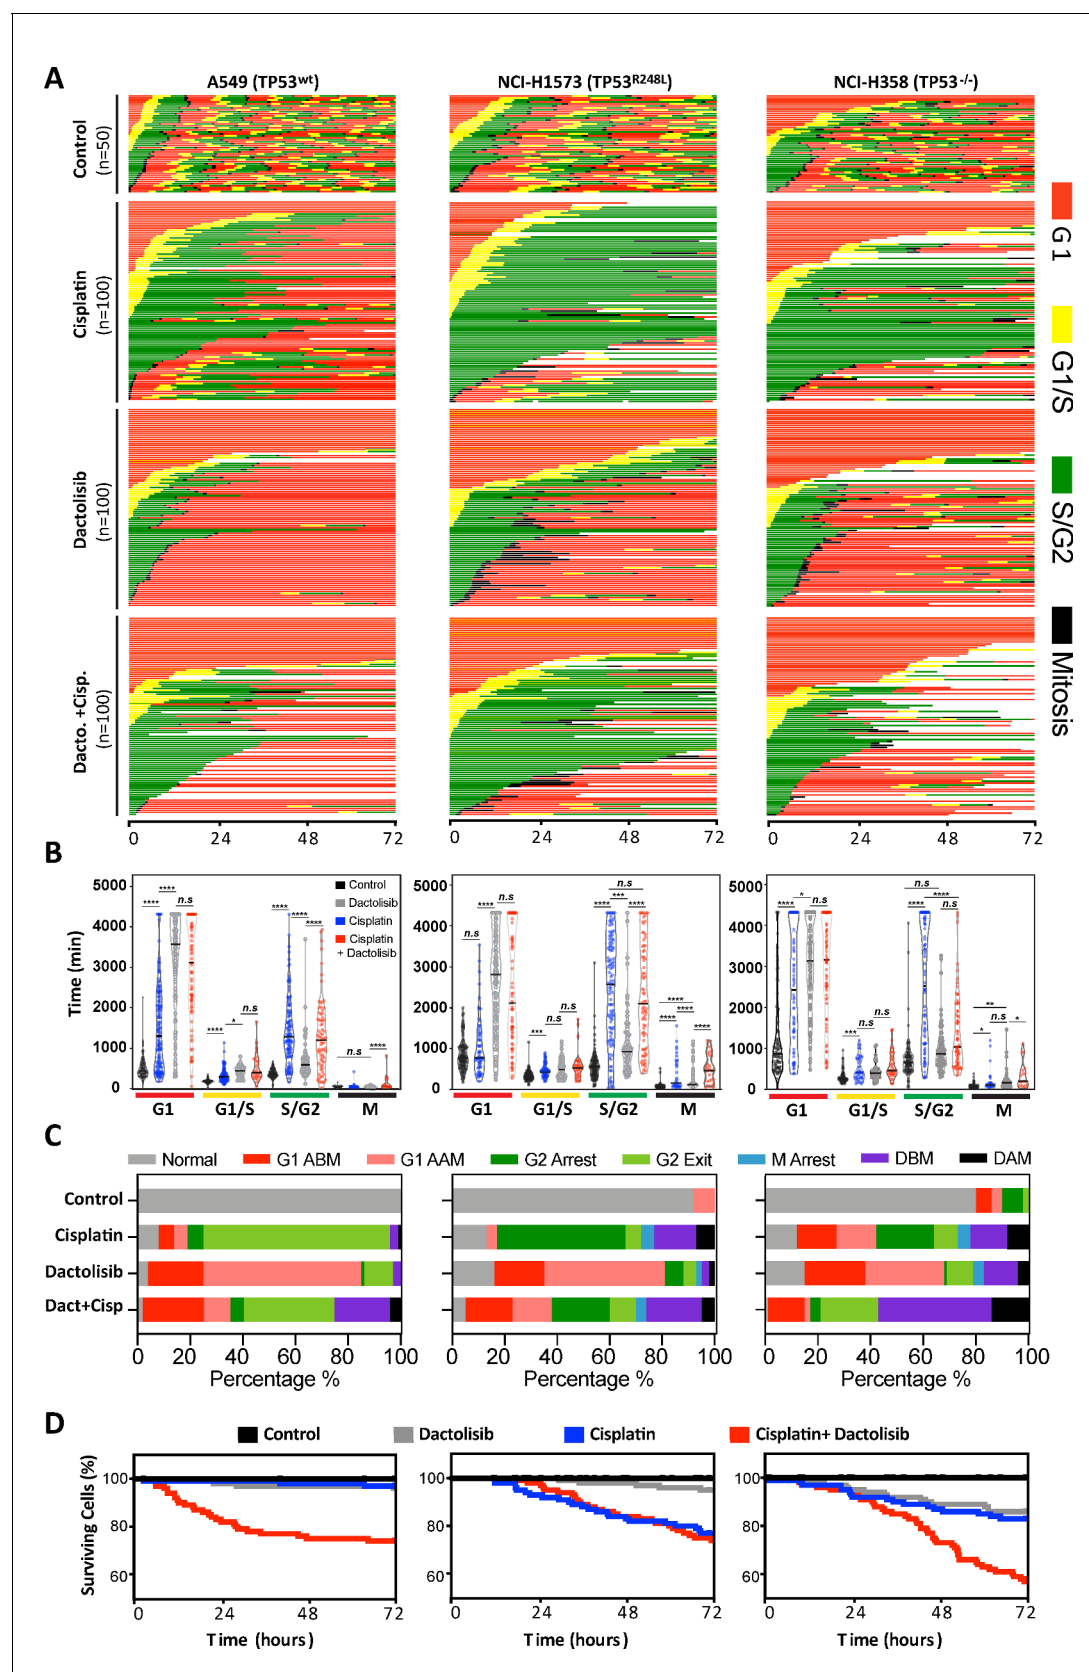 A
A549 (TP53wt)
NCI-H1573 (TP53R248L)
NCI-H358 (TP53-/-)
Control
(n=50)
Cisplatin
(n=100)
Dactolisib
(n=100)
Dacto. +Cisp.
(n=100)
G 1
G1/S
S/G2
Mitosis
0 24 48 72
0 24 48 72
0 24 48 72
B
Time (min)
5000
4000
3000
2000
1000
0
Control
Dactolisib
Cisplatin
Cisplatin
+ Dactolisib
**** **** n.s
**** * n.s
**** **** ****
n.s ****
G1 G1/S S/G2 M
5000
4000
3000
2000
1000
0
n.s **** n.s
*** n.s n.s
n.s
*** 
**** ****
****
****
**** ****
G1 G1/S S/G2 M
5000
4000
3000
2000
1000
0
**** * n.s
*** n.s n.s
n.s
****
**** n.s
**
* n.s *
G1 G1/S S/G2 M
C
Normal G1 ABM G1 AAM G2 Arrest G2 Exit M Arrest DBM DAM
Control
Cisplatin
Dactolisib
Dact+Cisp
0 20 40 60 80 100
Percentage %
0 20 40 60 80 100
Percentage %
0 20 40 60 80 100
Percentage %
D
Control Dactolisib Cisplatin Cisplatin+ Dactolisib
Surviving Cells (%)
100
80
60
0 24 48 72
Time (hours)
100
80
60
0 24 48 72
Time (hours)
100
80
60
0 24 48 72
Time (hours)